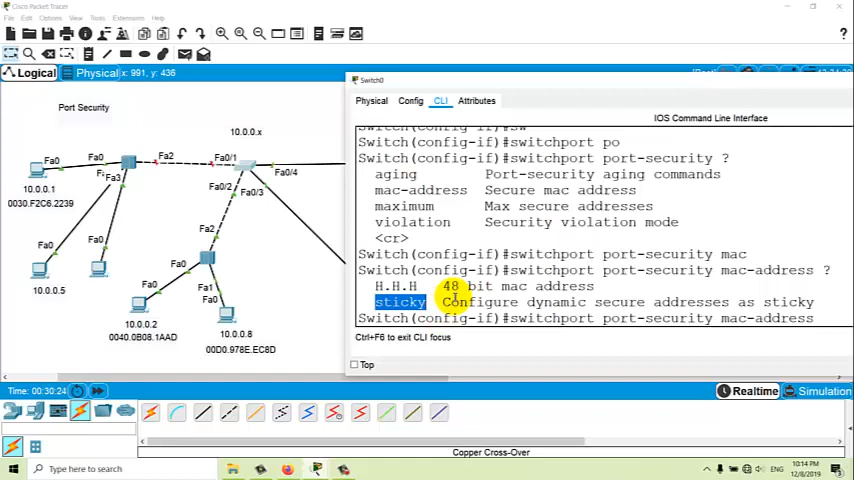 Cisco Packet Tracer
File Edit Options View Tools Extensions Help
Logical Physical x: 991, y: 436
Port Security
10.0.0.x
Fa0
Fa0
Fa2
Fa0/1
Fa0/4
Fa3
Fa0/2
Fa0/3
10.0.0.1
0030.F2C6.2239
Fa0
Fa0
Fa2
10.0.0.5
Fa0
Fa1
Fa0
10.0.0.2
0040.0B08.1AAD
10.0.0.8
00D0.978E.EC8D
Switch0
Physical Config CLI Attributes
IOS Command Line Interface
Switch(config-if)#sw
Switch(config-if)#switchport po
Switch(config-if)#switchport port-security ?
aging Port-security aging commands
mac-address Secure mac address
maximum Max secure addresses
violation Security violation mode
<cr>
Switch(config-if)#switchport port-security mac
Switch(config-if)#switchport port-security mac-address ?
H.H.H 48 bit mac address
sticky Configure dynamic secure addresses as sticky
Switch(config-if)#switchport port-security mac-address
Ctrl+F6 to exit CLI focus
Top
Time: 00:30:24
Realtime
Simulation
Copper Cross-Over
Type here to search
ENG
10:14 PM
12/8/2019